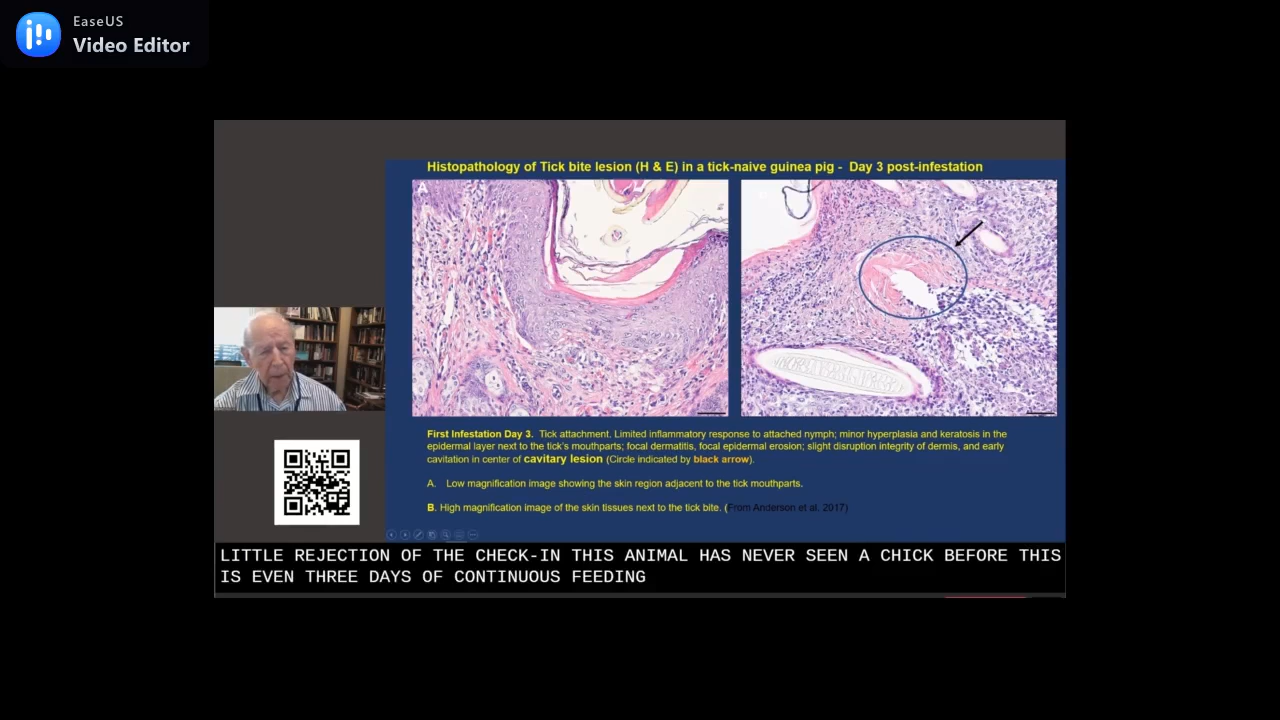 EaseUS
Video Editor
Histopathology of Tick bite lesion (H & E) in a tick-naive guinea pig - Day 3 post-infestation
A
First Infestation Day 3. Tick attachment. Limited inflammatory response to attached nymph; minor hyperplasia and keratosis in the
epidermal layer next to the tick's mouthparts; focal dermatitis, focal epidermal erosion; slight disruption integrity of dermis, and early
cavitation in center of cavitary lesion (Circle indicated by black arrow).
A. Low magnification image showing the skin region adjacent to the tick mouthparts.
B. High magnification image of the skin tissues next to the tick bite. (From Anderson et al. 2017)
LITTLE REJECTION OF THE CHECK-IN THIS ANIMAL HAS NEVER SEEN A CHICK BEFORE THIS
IS EVEN THREE DAYS OF CONTINUOUS FEEDING